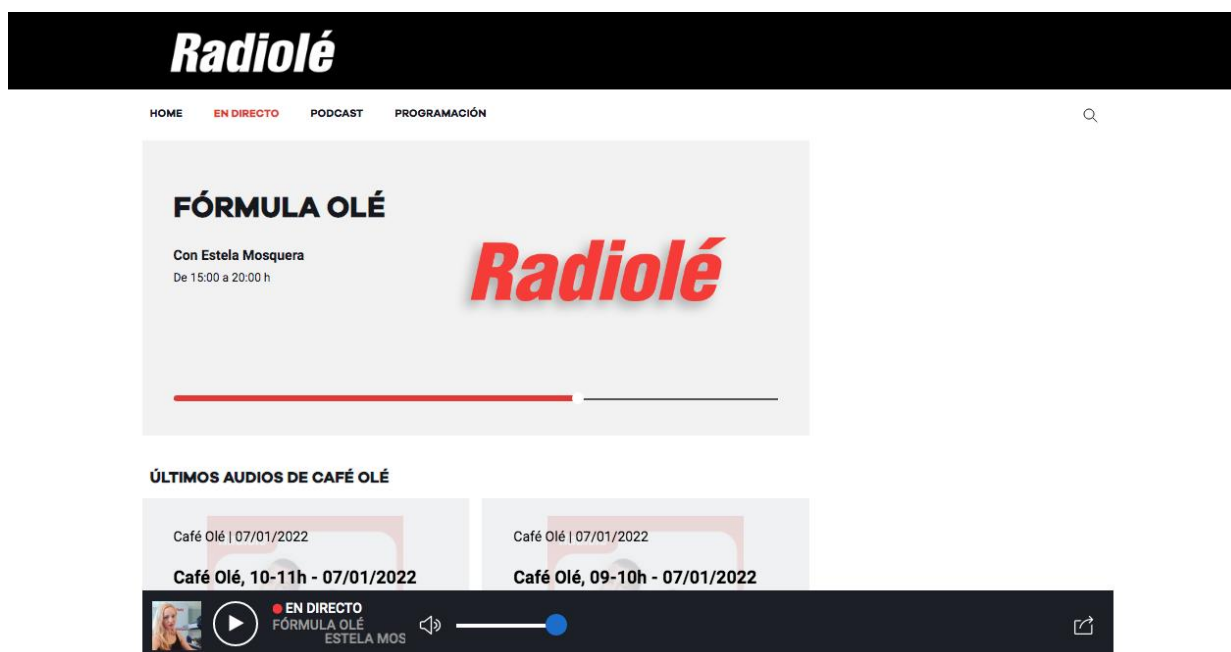 Radiolé
HOME EN DIRECTO PODCAST PROGRAMACIÓN
FÓRMULA OLÉ
Con Estela Mosquera
De 15:00 a 20:00 h
Radiolé
ÚLTIMOS AUDIOS DE CAFÉ OLÉ
Café Olé | 07/01/2022
Café Olé, 10-11h - 07/01/2022
Café Olé | 07/01/2022
Café Olé, 09-10h - 07/01/2022
EN DIRECTO
FÓRMULA OLÉ
ESTELA MOS